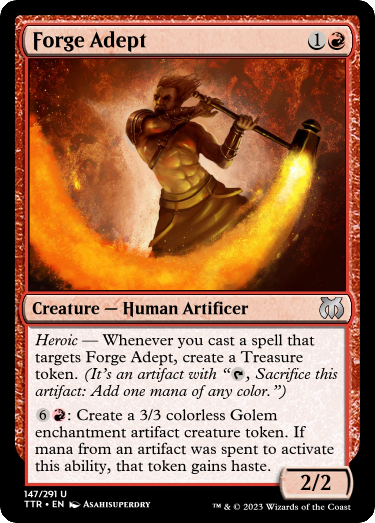 Forge Adept 1
Creature — Human Artificer
Heroic — Whenever you cast a spell that
targets Forge Adept, create a Treasure
token. (It's an artifact with “, Sacrifice this
artifact: Add one mana of any color.”)
6: Create a 3/3 colorless Golem
enchantment artifact creature token. If
mana from an artifact was spent to activate
this ability, that token gains haste.
2/2
147/291 U
TTR • EN Asahisuperdry
™ & © 2023 Wizards of the Coast